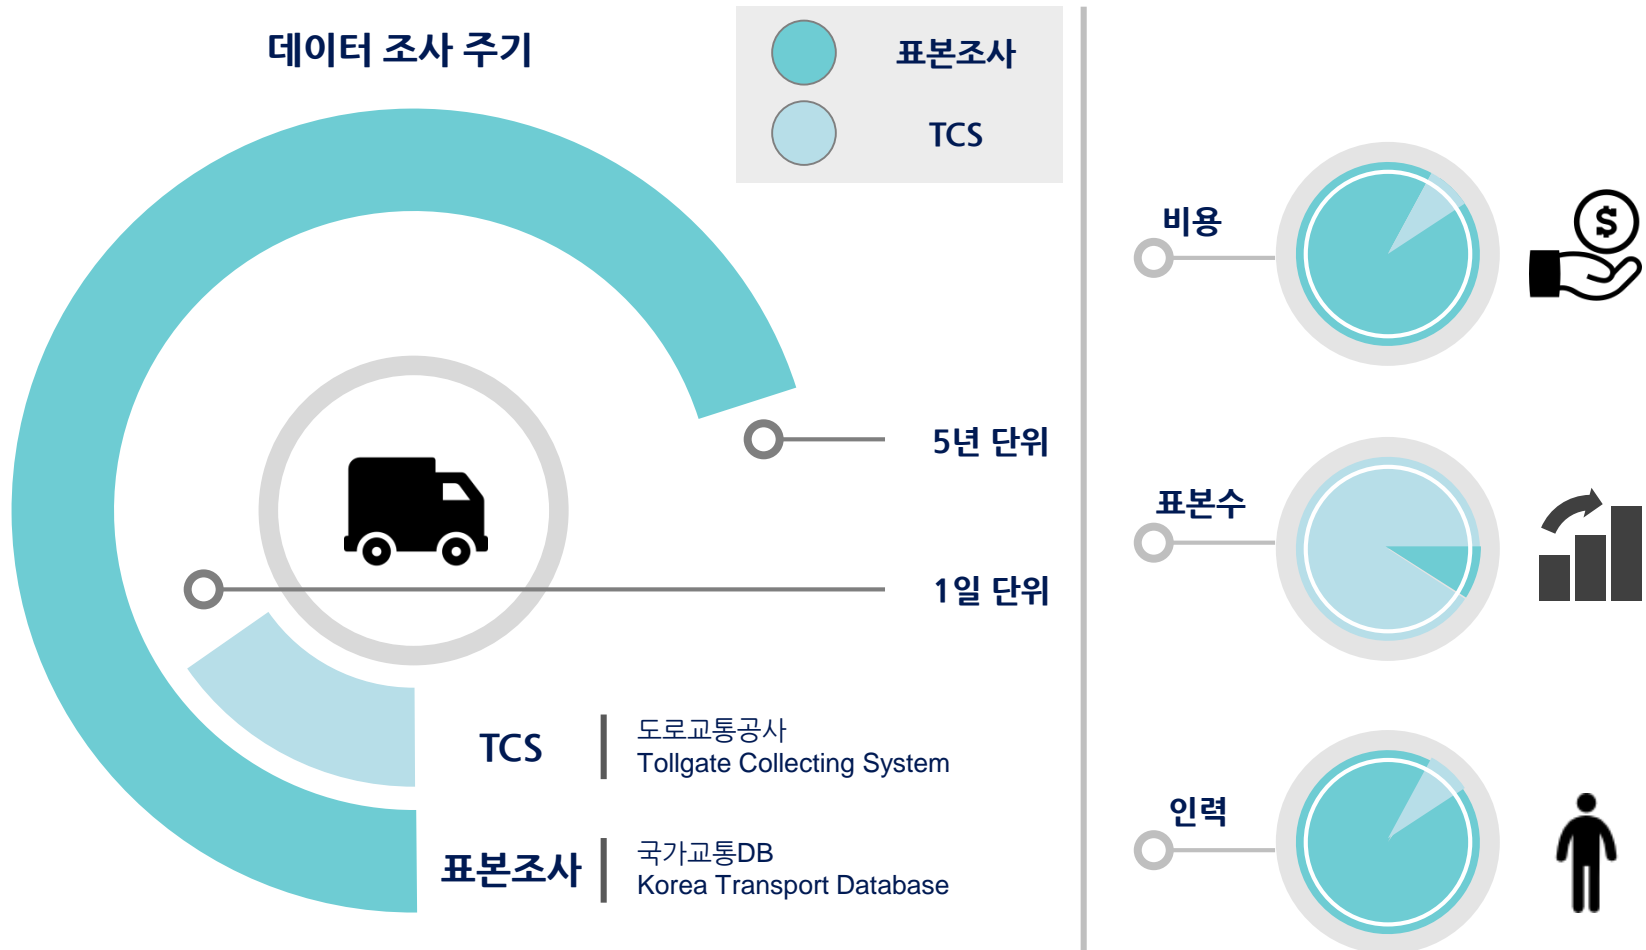 데이터 조사 주기
표본조사
TCS
5년 단위
1일 단위
TCS
도로교통공사
Tollgate Collecting System
표본조사
국가교통DB
Korea Transport Database
비용
$
표본수
인력